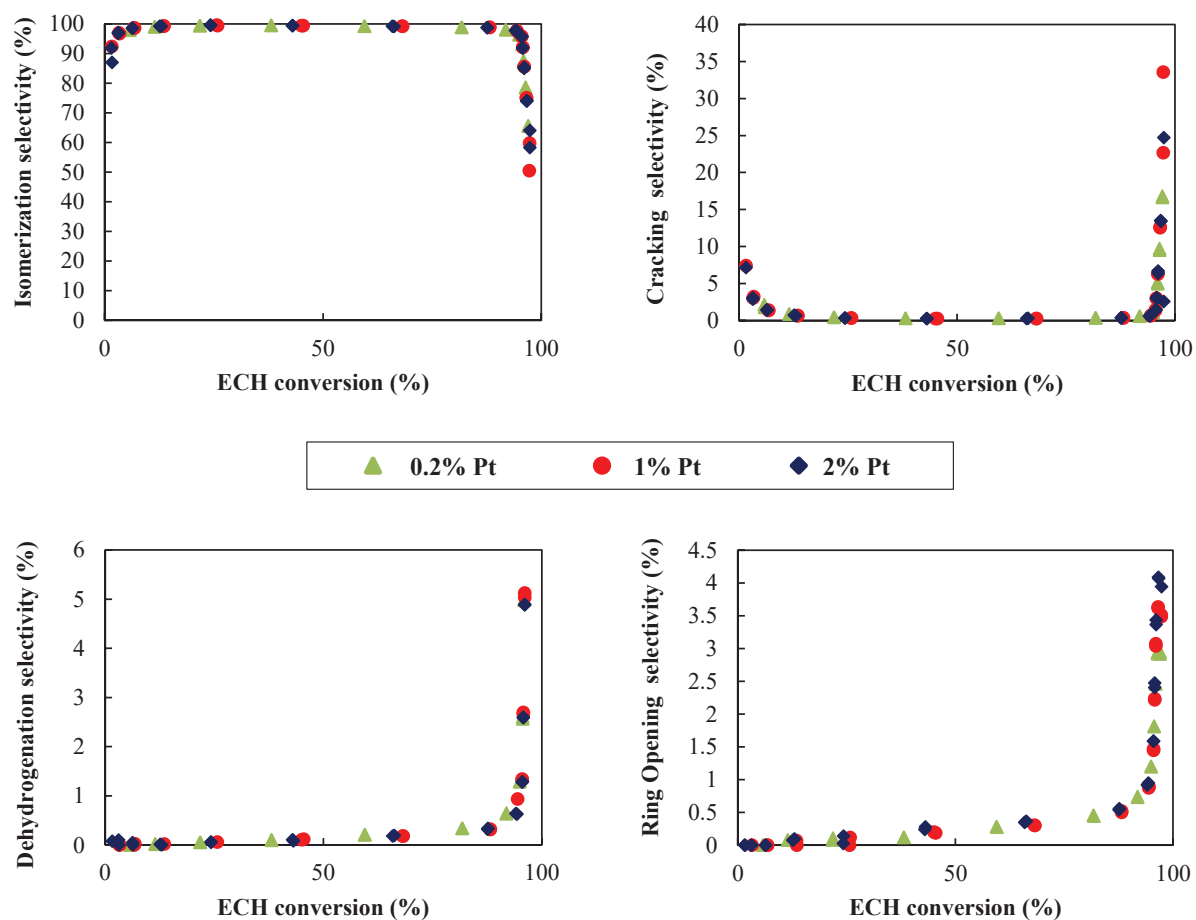 Isomerization selectivity (%)
100
90
80
70
60
50
40
30
20
10
0
0 50 100
ECH conversion (%)
Cracking selectivity (%)
40
35
30
25
20
15
10
5
0
0 50 100
ECH conversion (%)
0.2% Pt 1% Pt 2% Pt
Dehydrogenation selectivity (%)
6
5
4
3
2
1
0
0 50 100
ECH conversion (%)
Ring Opening selectivity (%)
4.5
4
3.5
3
2.5
2
1.5
1
0.5
0
0 50 100
ECH conversion (%)